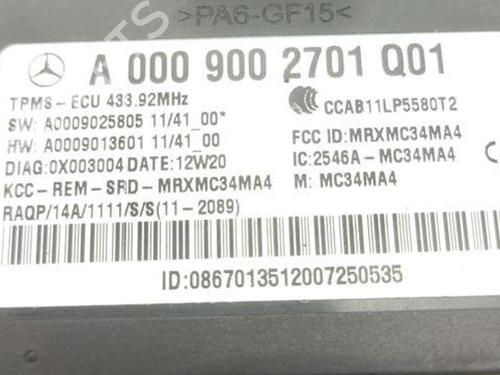 >PA6-GF15<
A 000 900 2701 Q01
TPMS-ECU 433.92MHz
CCAB11LP5580T2
SW: A0009025805 11/41_00*
FCC ID:MRXMC34MA4
HW: A0009013601 11/41_00
IC:2546A-MC34MA4
DIAG:0X003004 DATE:12W20
M: MC34MA4
KCC-REM-SRD-MRXMC34MA4
RAQP/14A/1111/S/S(11-2089)
ID:0867013512007250535